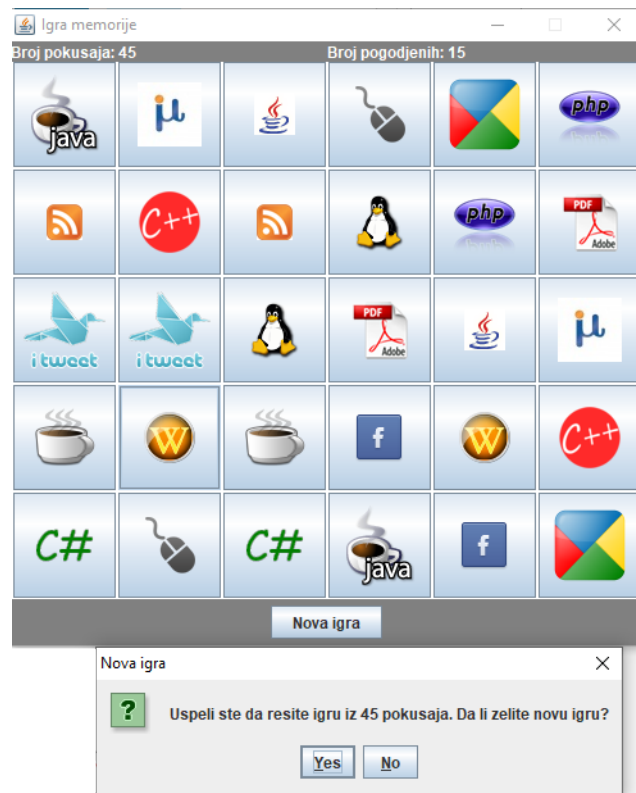 Igra memorije
Broj pokusaja: 45 Broj pogodjenih: 15
java µ php
C++ php PDF Adobe
i tweet i tweet PDF Adobe µ
W f W C++
C# C# java f
Nova igra
Nova igra
? Uspeli ste da resite igru iz 45 pokusaja. Da li zelite novu igru?
Yes No